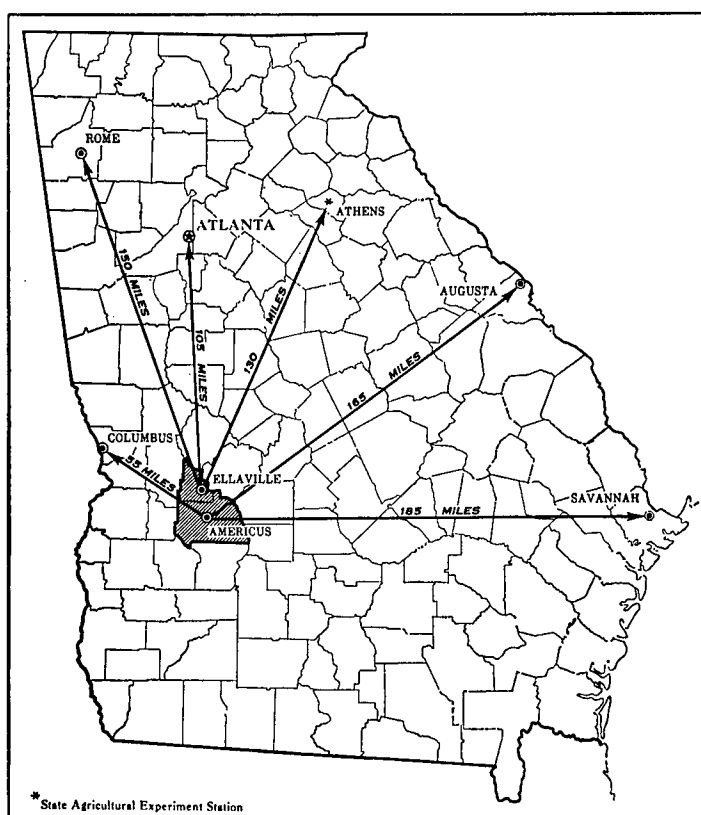 ROME
ATLANTA
* ATHENS
AUGUSTA
150 MILES
105 MILES
130 MILES
165 MILES
COLUMBUS
55 MILES
ELLAVILLE
AMERICUS
185 MILES
SAVANNAH
* State Agricultural Experiment Station